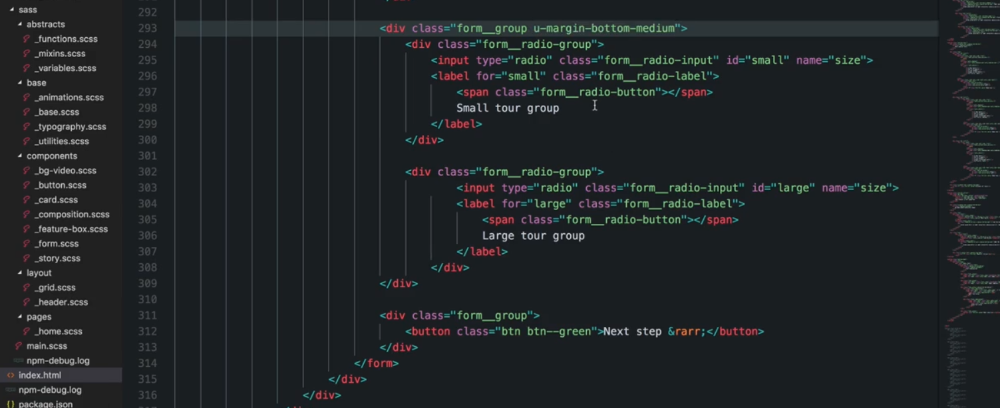 sass
abstracts
_functions.scss
_mixins.scss
_variables.scss
base
_animations.scss
_base.scss
_typography.scss
_utilities.scss
components
_bg-video.scss
_button.scss
_card.scss
_composition.scss
_feature-box.scss
_form.scss
_story.scss
layout
_grid.scss
_header.scss
pages
_home.scss
main.scss
npm-debug.log
<> index.html
npm-debug.log
{} package.json
292
293 <div class="form__group u-margin-bottom-medium">
294 <div class="form__radio-group">
295 <input type="radio" class="form__radio-input" id="small" name="size">
296 <label for="small" class="form__radio-label">
297 <span class="form__radio-button"></span>
298 Small tour group
299 </label>
300 </div>
301
302 <div class="form__radio-group">
303 <input type="radio" class="form__radio-input" id="large" name="size">
304 <label for="large" class="form__radio-label">
305 <span class="form__radio-button"></span>
306 Large tour group
307 </label>
308 </div>
309 </div>
310
311 <div class="form__group">
312 <button class="btn btn--green">Next step &rarr;</button>
313 </div>
314 </form>
315 </div>
316 </div>